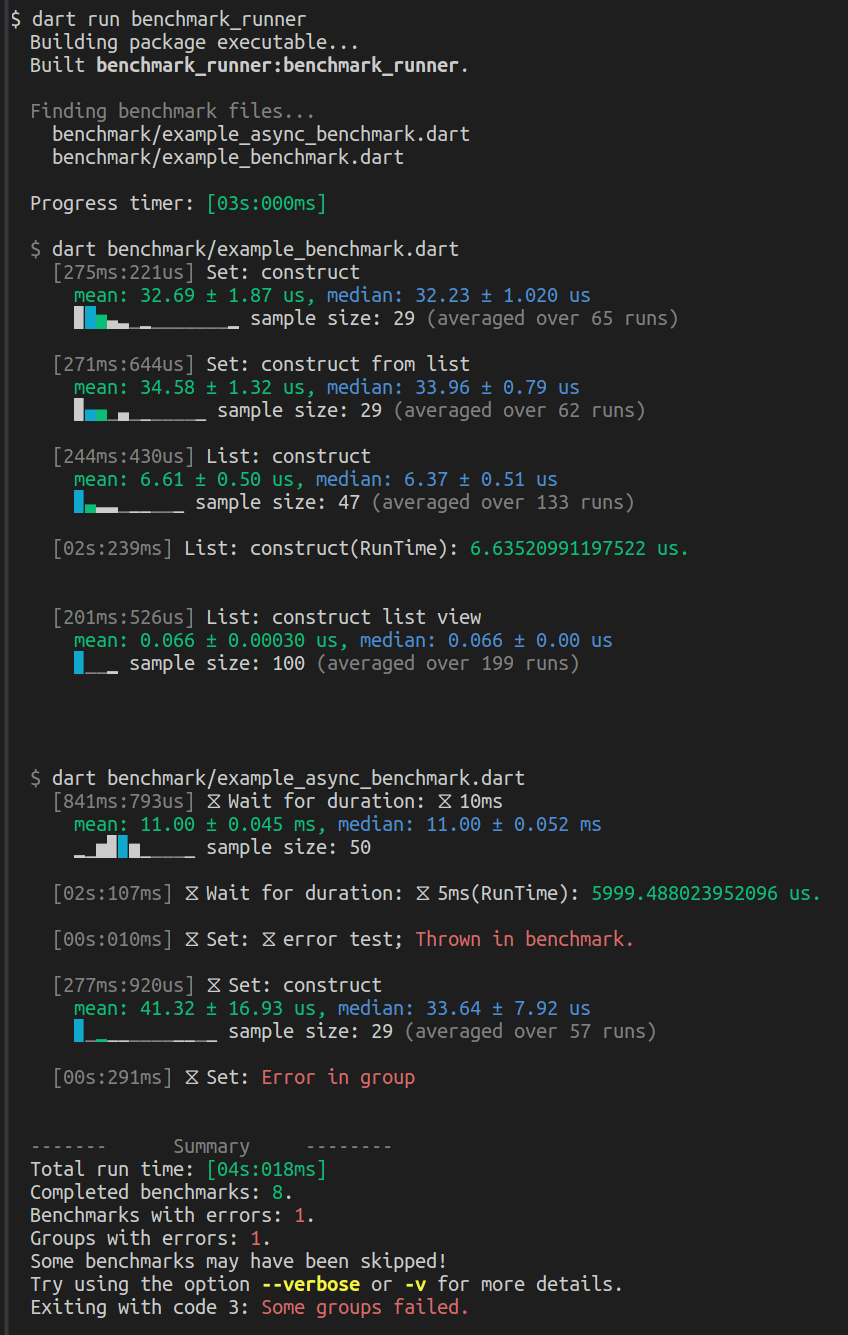 $ dart run benchmark_runner
Building package executable...
Built benchmark_runner:benchmark_runner.
Finding benchmark files...
benchmark/example_async_benchmark.dart
benchmark/example_benchmark.dart
Progress timer: [03s:000ms]
$ dart benchmark/example_benchmark.dart
[275ms:221us] Set: construct
mean: 32.69 ± 1.87 us, median: 32.23 ± 1.020 us
sample size: 29 (averaged over 65 runs)
[271ms:644us] Set: construct from list
mean: 34.58 ± 1.32 us, median: 33.96 ± 0.79 us
sample size: 29 (averaged over 62 runs)
[244ms:430us] List: construct
mean: 6.61 ± 0.50 us, median: 6.37 ± 0.51 us
sample size: 47 (averaged over 133 runs)
[02s:239ms] List: construct(RunTime): 6.63520991197522 us.
[201ms:526us] List: construct list view
mean: 0.066 ± 0.00030 us, median: 0.066 ± 0.00 us
sample size: 100 (averaged over 199 runs)
$ dart benchmark/example_async_benchmark.dart
[841ms:793us] ⧖ Wait for duration: ⧖ 10ms
mean: 11.00 ± 0.045 ms, median: 11.00 ± 0.052 ms
sample size: 50
[02s:107ms] ⧖ Wait for duration: ⧖ 5ms(RunTime): 5999.488023952096 us.
[00s:010ms] ⧖ Set: ⧖ error test; Thrown in benchmark.
[277ms:920us] ⧖ Set: construct
mean: 41.32 ± 16.93 us, median: 33.64 ± 7.92 us
sample size: 29 (averaged over 57 runs)
[00s:291ms] ⧖ Set: Error in group
------- Summary --------
Total run time: [04s:018ms]
Completed benchmarks: 8.
Benchmarks with errors: 1.
Groups with errors: 1.
Some benchmarks may have been skipped!
Try using the option --verbose or -v for more details.
Exiting with code 3: Some groups failed.